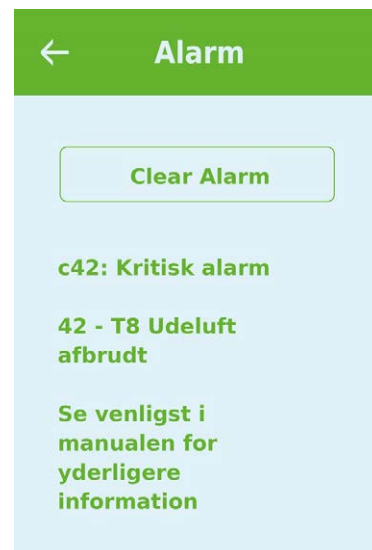 Alarm
Clear Alarm
c42: Kritisk alarm
42 - T8 Udeluft
afbrudt
Se venligst i
manualen for
yderligere
information